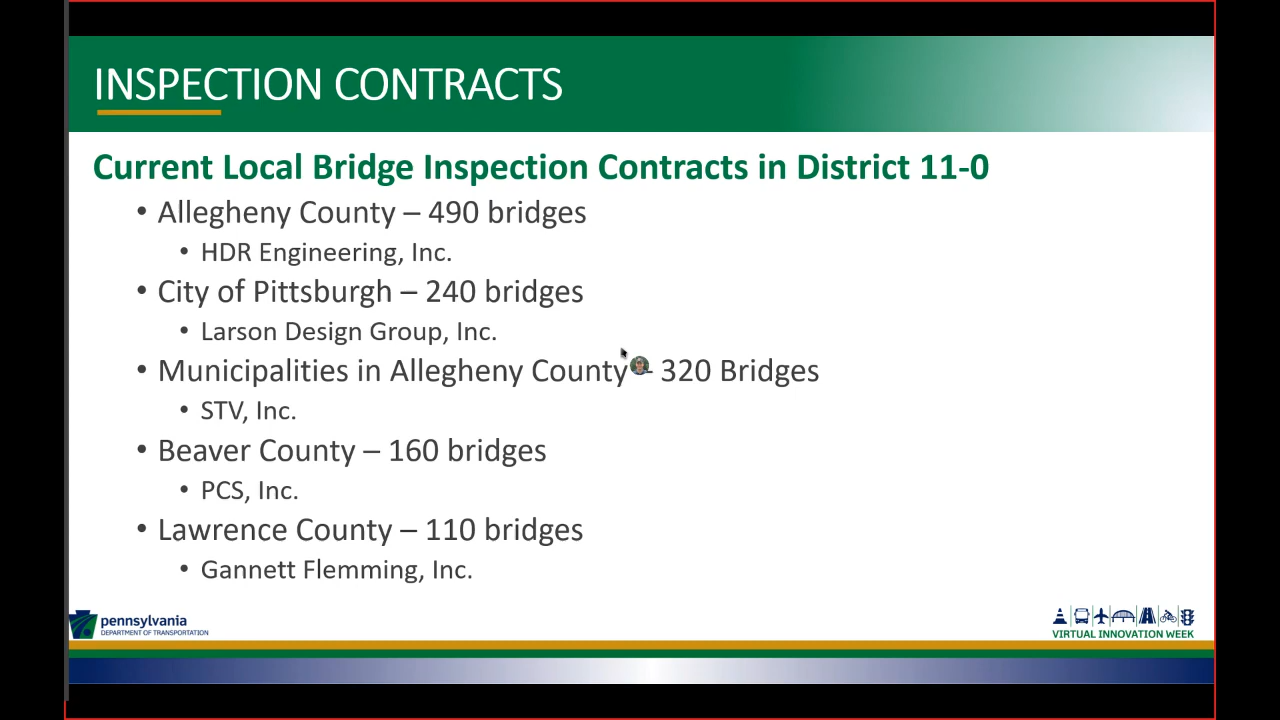 INSPECTION CONTRACTS
Current Local Bridge Inspection Contracts in District 11-0
• Allegheny County – 490 bridges
• HDR Engineering, Inc.
• City of Pittsburgh – 240 bridges
• Larson Design Group, Inc.
• Municipalities in Allegheny County – 320 Bridges
• STV, Inc.
• Beaver County – 160 bridges
• PCS, Inc.
• Lawrence County – 110 bridges
• Gannett Flemming, Inc.
pennsylvania
DEPARTMENT OF TRANSPORTATION
VIRTUAL INNOVATION WEEK